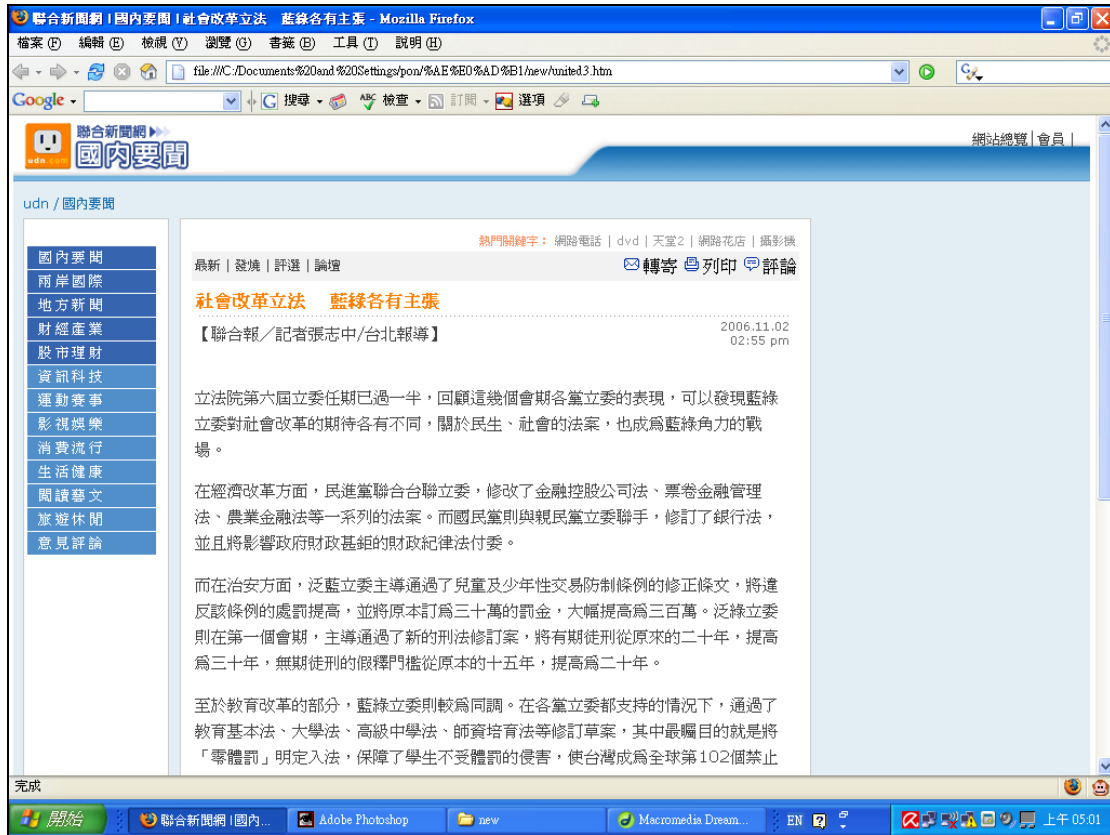 聯合新聞網 | 國內要聞 | 社會改革立法　藍綠各有主張 - Mozilla Firefox
檔案(F) 編輯(E) 檢視(V) 瀏覽(G) 書籤(B) 工具(T) 說明(H)
file:///C:/Documents%20and%20Settings/pon/%AE%E0%AD%B1/new/united3.htm
Google 搜尋 ABC 檢查 訂閱 選項
聯合新聞網
udn.com 國內要聞
網站總覽 | 會員 |
udn / 國內要聞
熱門關鍵字： 網路電話 | dvd | 天堂2 | 網路花店 | 攝影機
國內要聞
兩岸國際
地方新聞
財經產業
股市理財
資訊科技
運動賽事
影視娛樂
消費流行
生活健康
閱讀藝文
旅遊休閒
意見評論
最新 | 發燒 | 評選 | 論壇 轉寄 列印 評論
社會改革立法　藍綠各有主張
【聯合報／記者張志中/台北報導】 2006.11.02
02:55 pm
立法院第六屆立委任期已過一半，回顧這幾個會期各黨立委的表現，可以發現藍綠
立委對社會改革的期待各有不同，關於民生、社會的法案，也成為藍綠角力的戰
場。
在經濟改革方面，民進黨聯合台聯立委，修改了金融控股公司法、票卷金融管理
法、農業金融法等一系列的法案。而國民黨則與親民黨立委聯手，修訂了銀行法，
並且將影響政府財政甚鉅的財政紀律法付委。
而在治安方面，泛藍立委主導通過了兒童及少年性交易防制條例的修正條文，將違
反該條例的處罰提高，並將原本訂為三十萬的罰金，大幅提高為三百萬。泛綠立委
則在第一個會期，主導通過了新的刑法修訂案，將有期徒刑從原來的二十年，提高
為三十年，無期徒刑的假釋門檻從原本的十五年，提高為二十年。
至於教育改革的部分，藍綠立委則較為同調。在各黨立委都支持的情況下，通過了
教育基本法、大學法、高級中學法、師資培育法等修訂草案，其中最矚目的就是將
「零體罰」明定入法，保障了學生不受體罰的侵害，使台灣成為全球第102個禁止
完成
開始 聯合新聞網 | 國內... Adobe Photoshop new Macromedia Dream... EN 上午 05:01